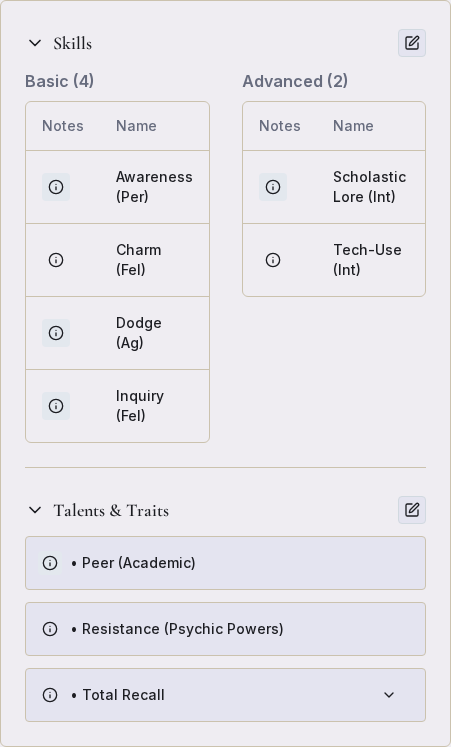 Skills
Basic (4)
Notes Name
Awareness
(Per)
Charm
(Fel)
Dodge
(Ag)
Inquiry
(Fel)
Advanced (2)
Notes Name
Scholastic
Lore (Int)
Tech-Use
(Int)
Talents & Traits
• Peer (Academic)
• Resistance (Psychic Powers)
• Total Recall